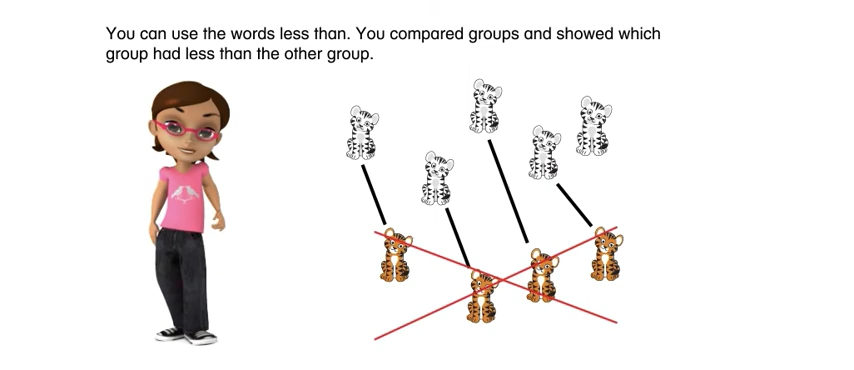 You can use the words less than. You compared groups and showed which
group had less than the other group.